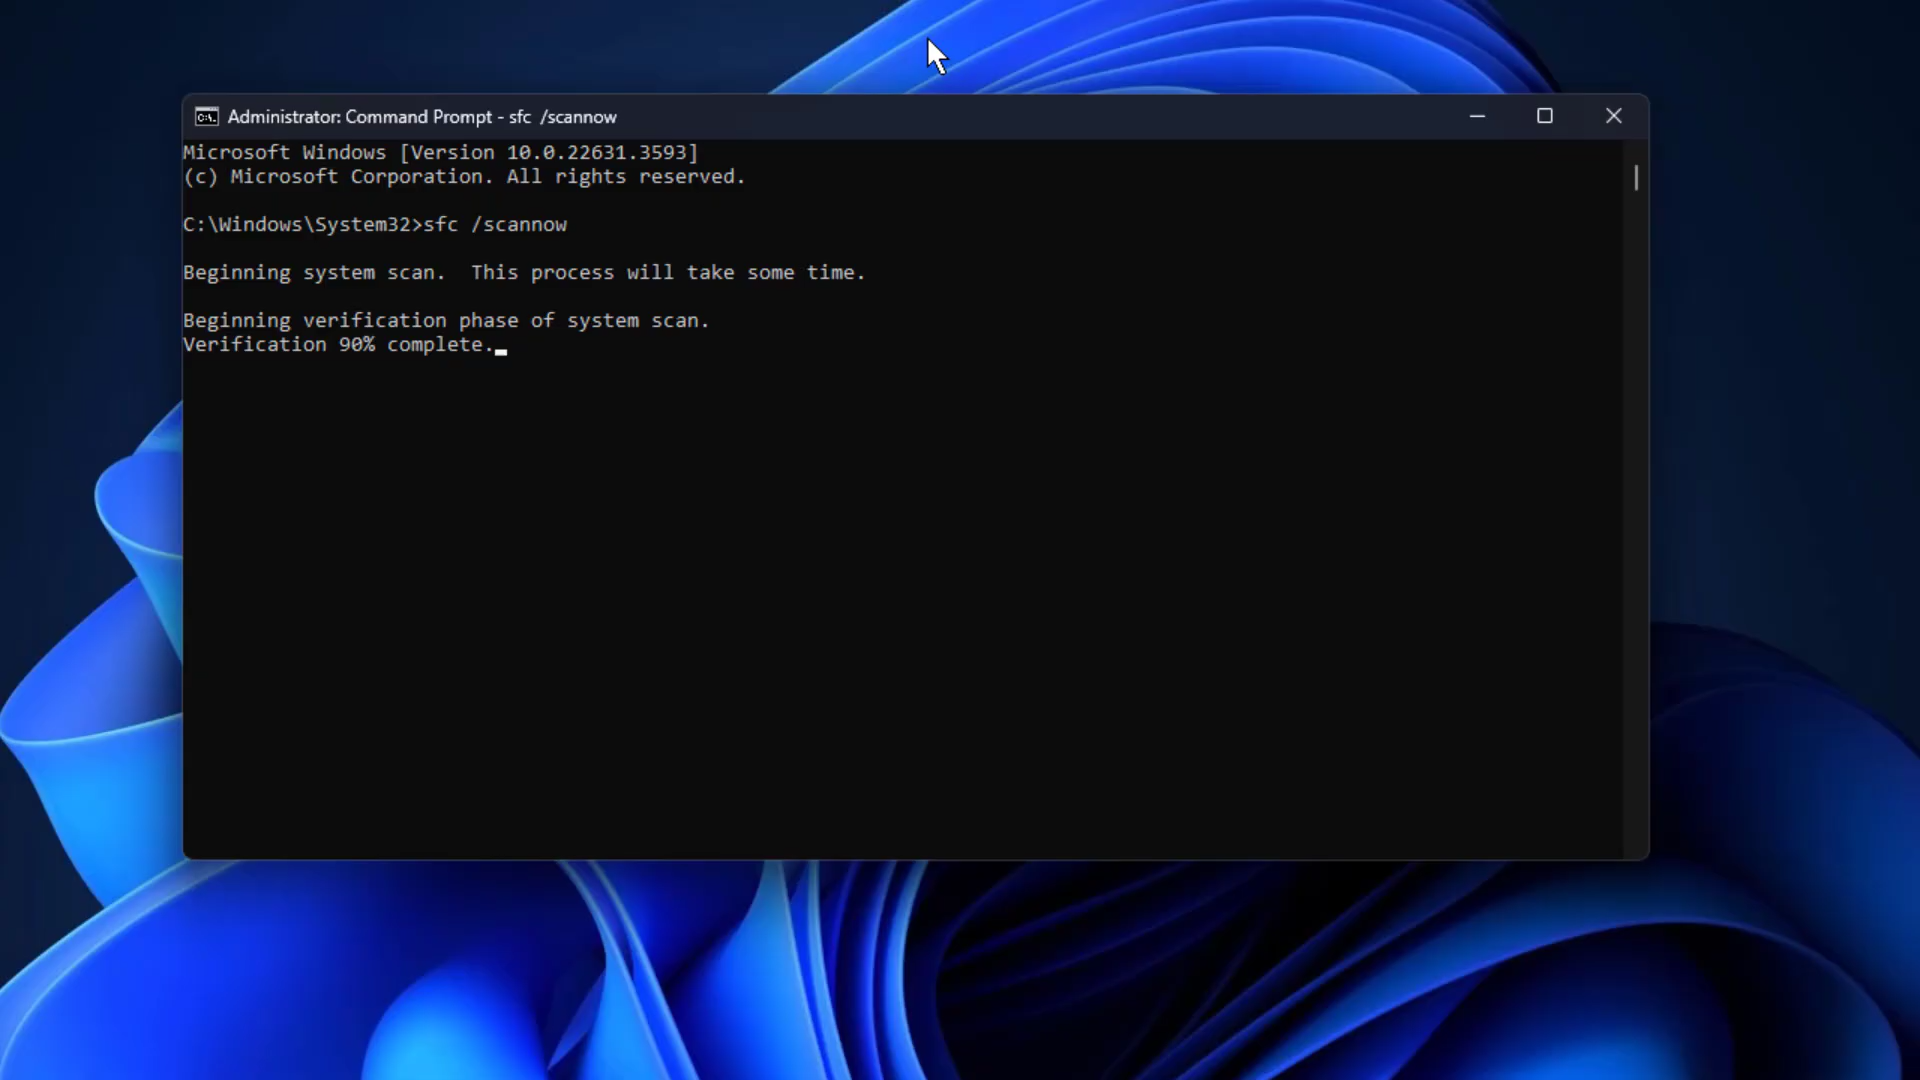 Administrator: Command Prompt - sfc  /scannow
Microsoft Windows [Version 10.0.22631.3593]
(c) Microsoft Corporation. All rights reserved.
C:\Windows\System32>sfc /scannow
Beginning system scan.  This process will take some time.
Beginning verification phase of system scan.
Verification 90% complete.